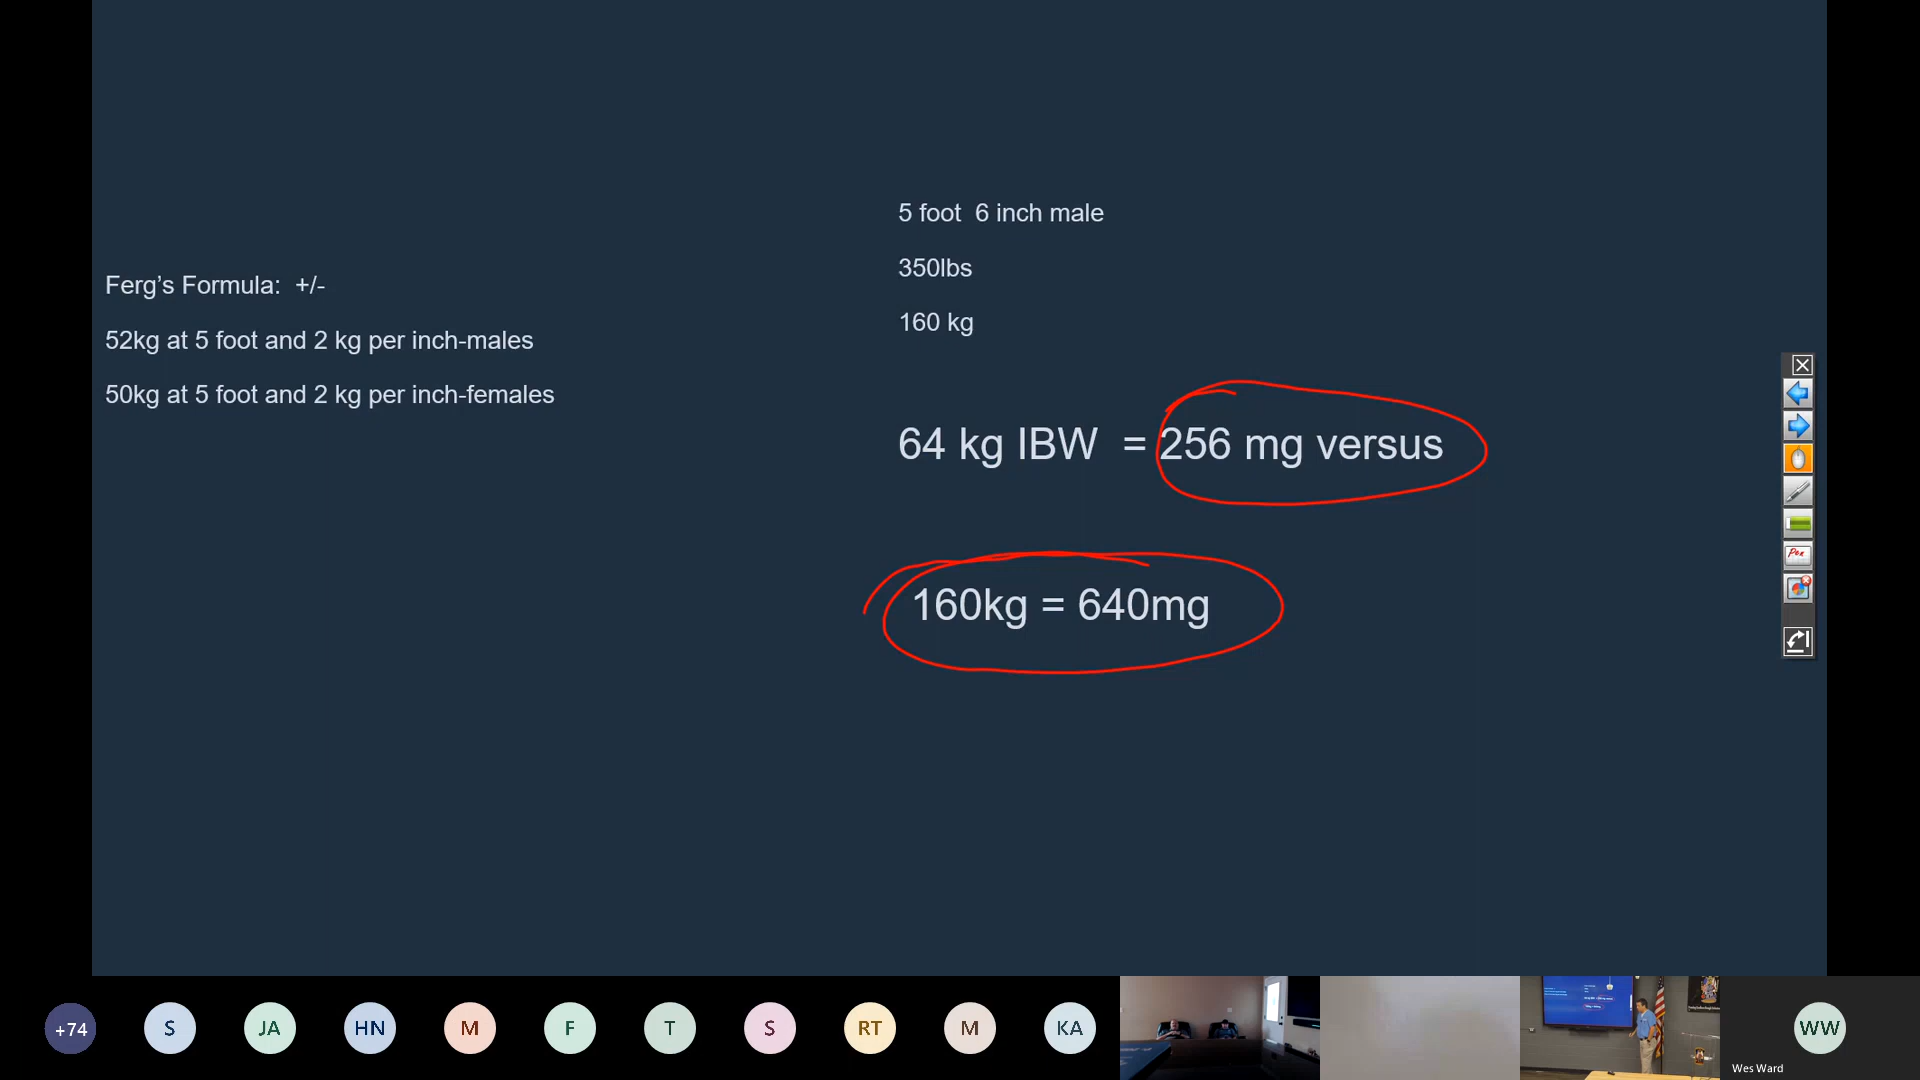 5 foot  6 inch male
350lbs
160 kg
Ferg’s Formula:  +/-
52kg at 5 foot and 2 kg per inch-males
50kg at 5 foot and 2 kg per inch-females
64 kg IBW  = 256 mg versus
160kg = 640mg
Pen
+74
S
JA
HN
M
F
T
S
RT
M
KA
WW
Wes Ward